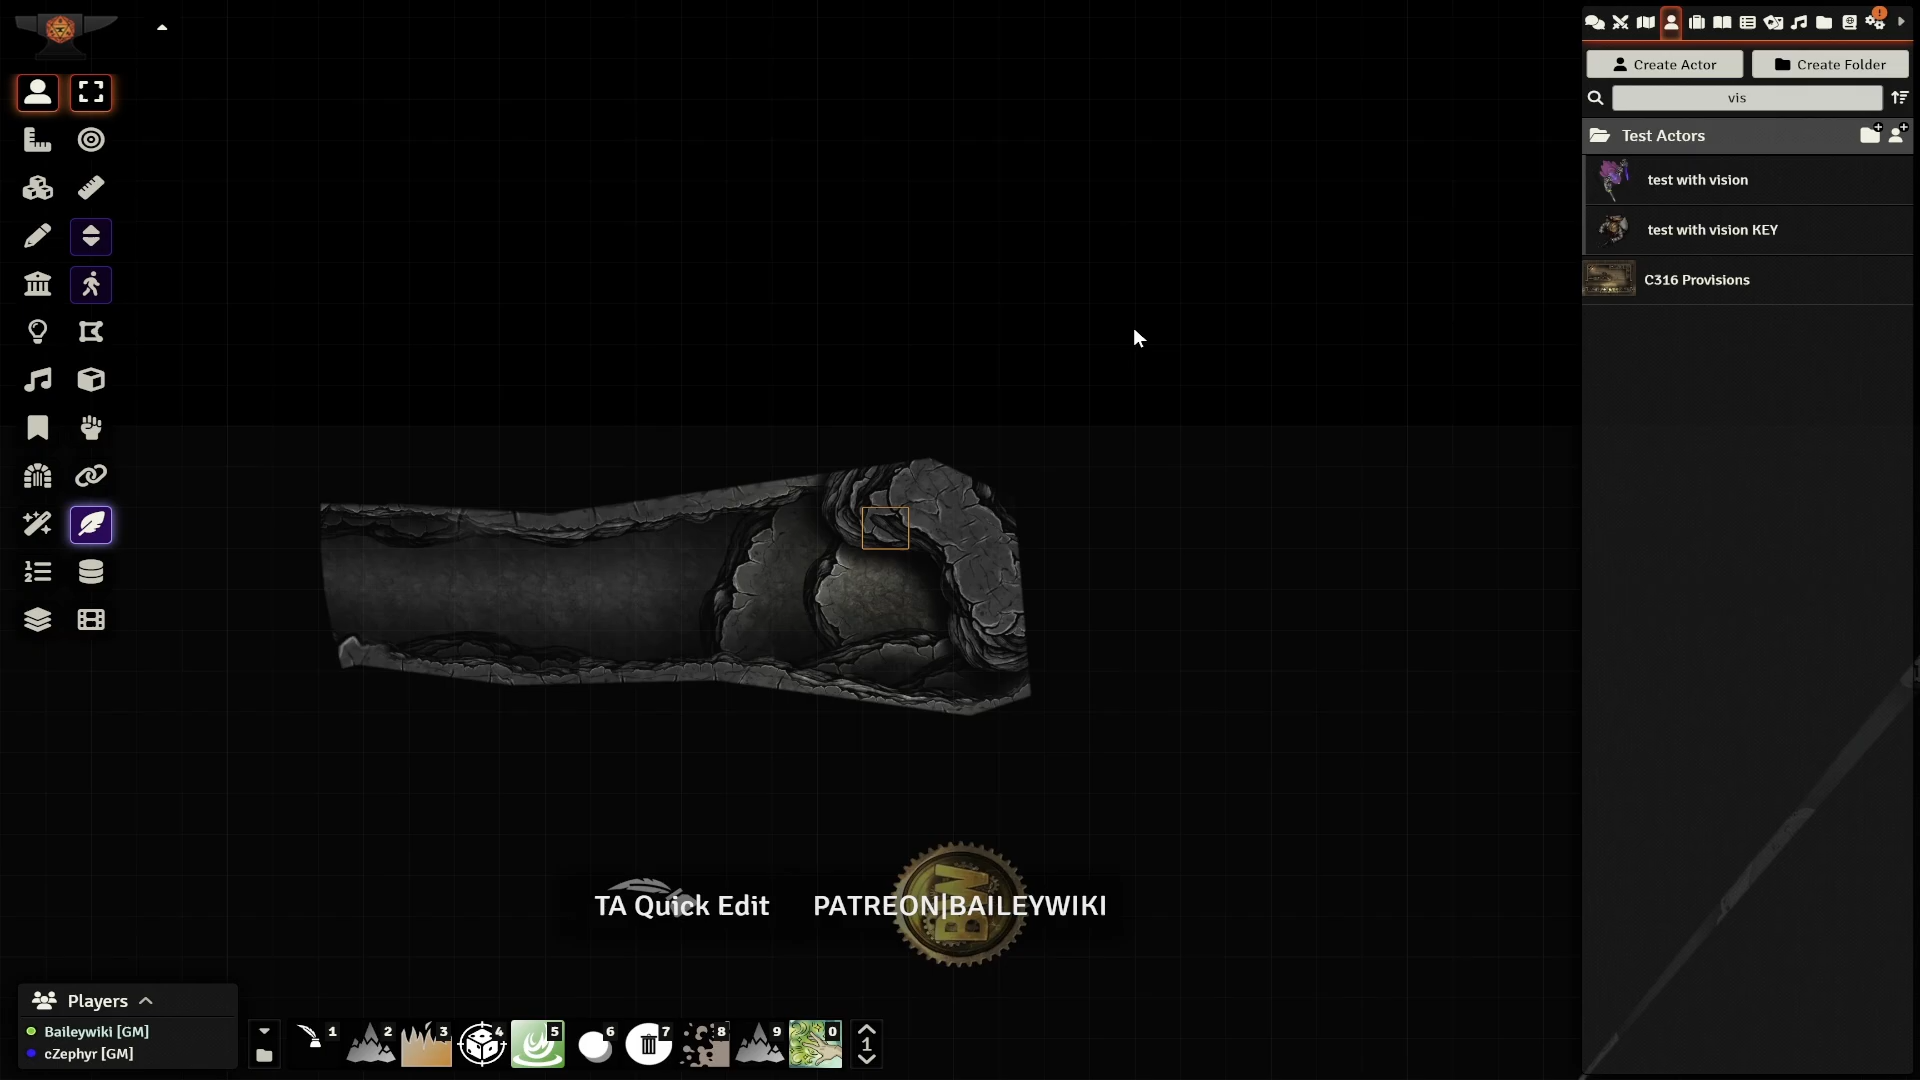 Create Actor
Create Folder
vis
Test Actors
test with vision
test with vision KEY
C316 Provisions
TA Quick Edit
PATREON|BAILEYWIKI
BW
Players
Baileywiki [GM]
cZephyr [GM]
1
2
3
4
5
6
7
8
9
0
1